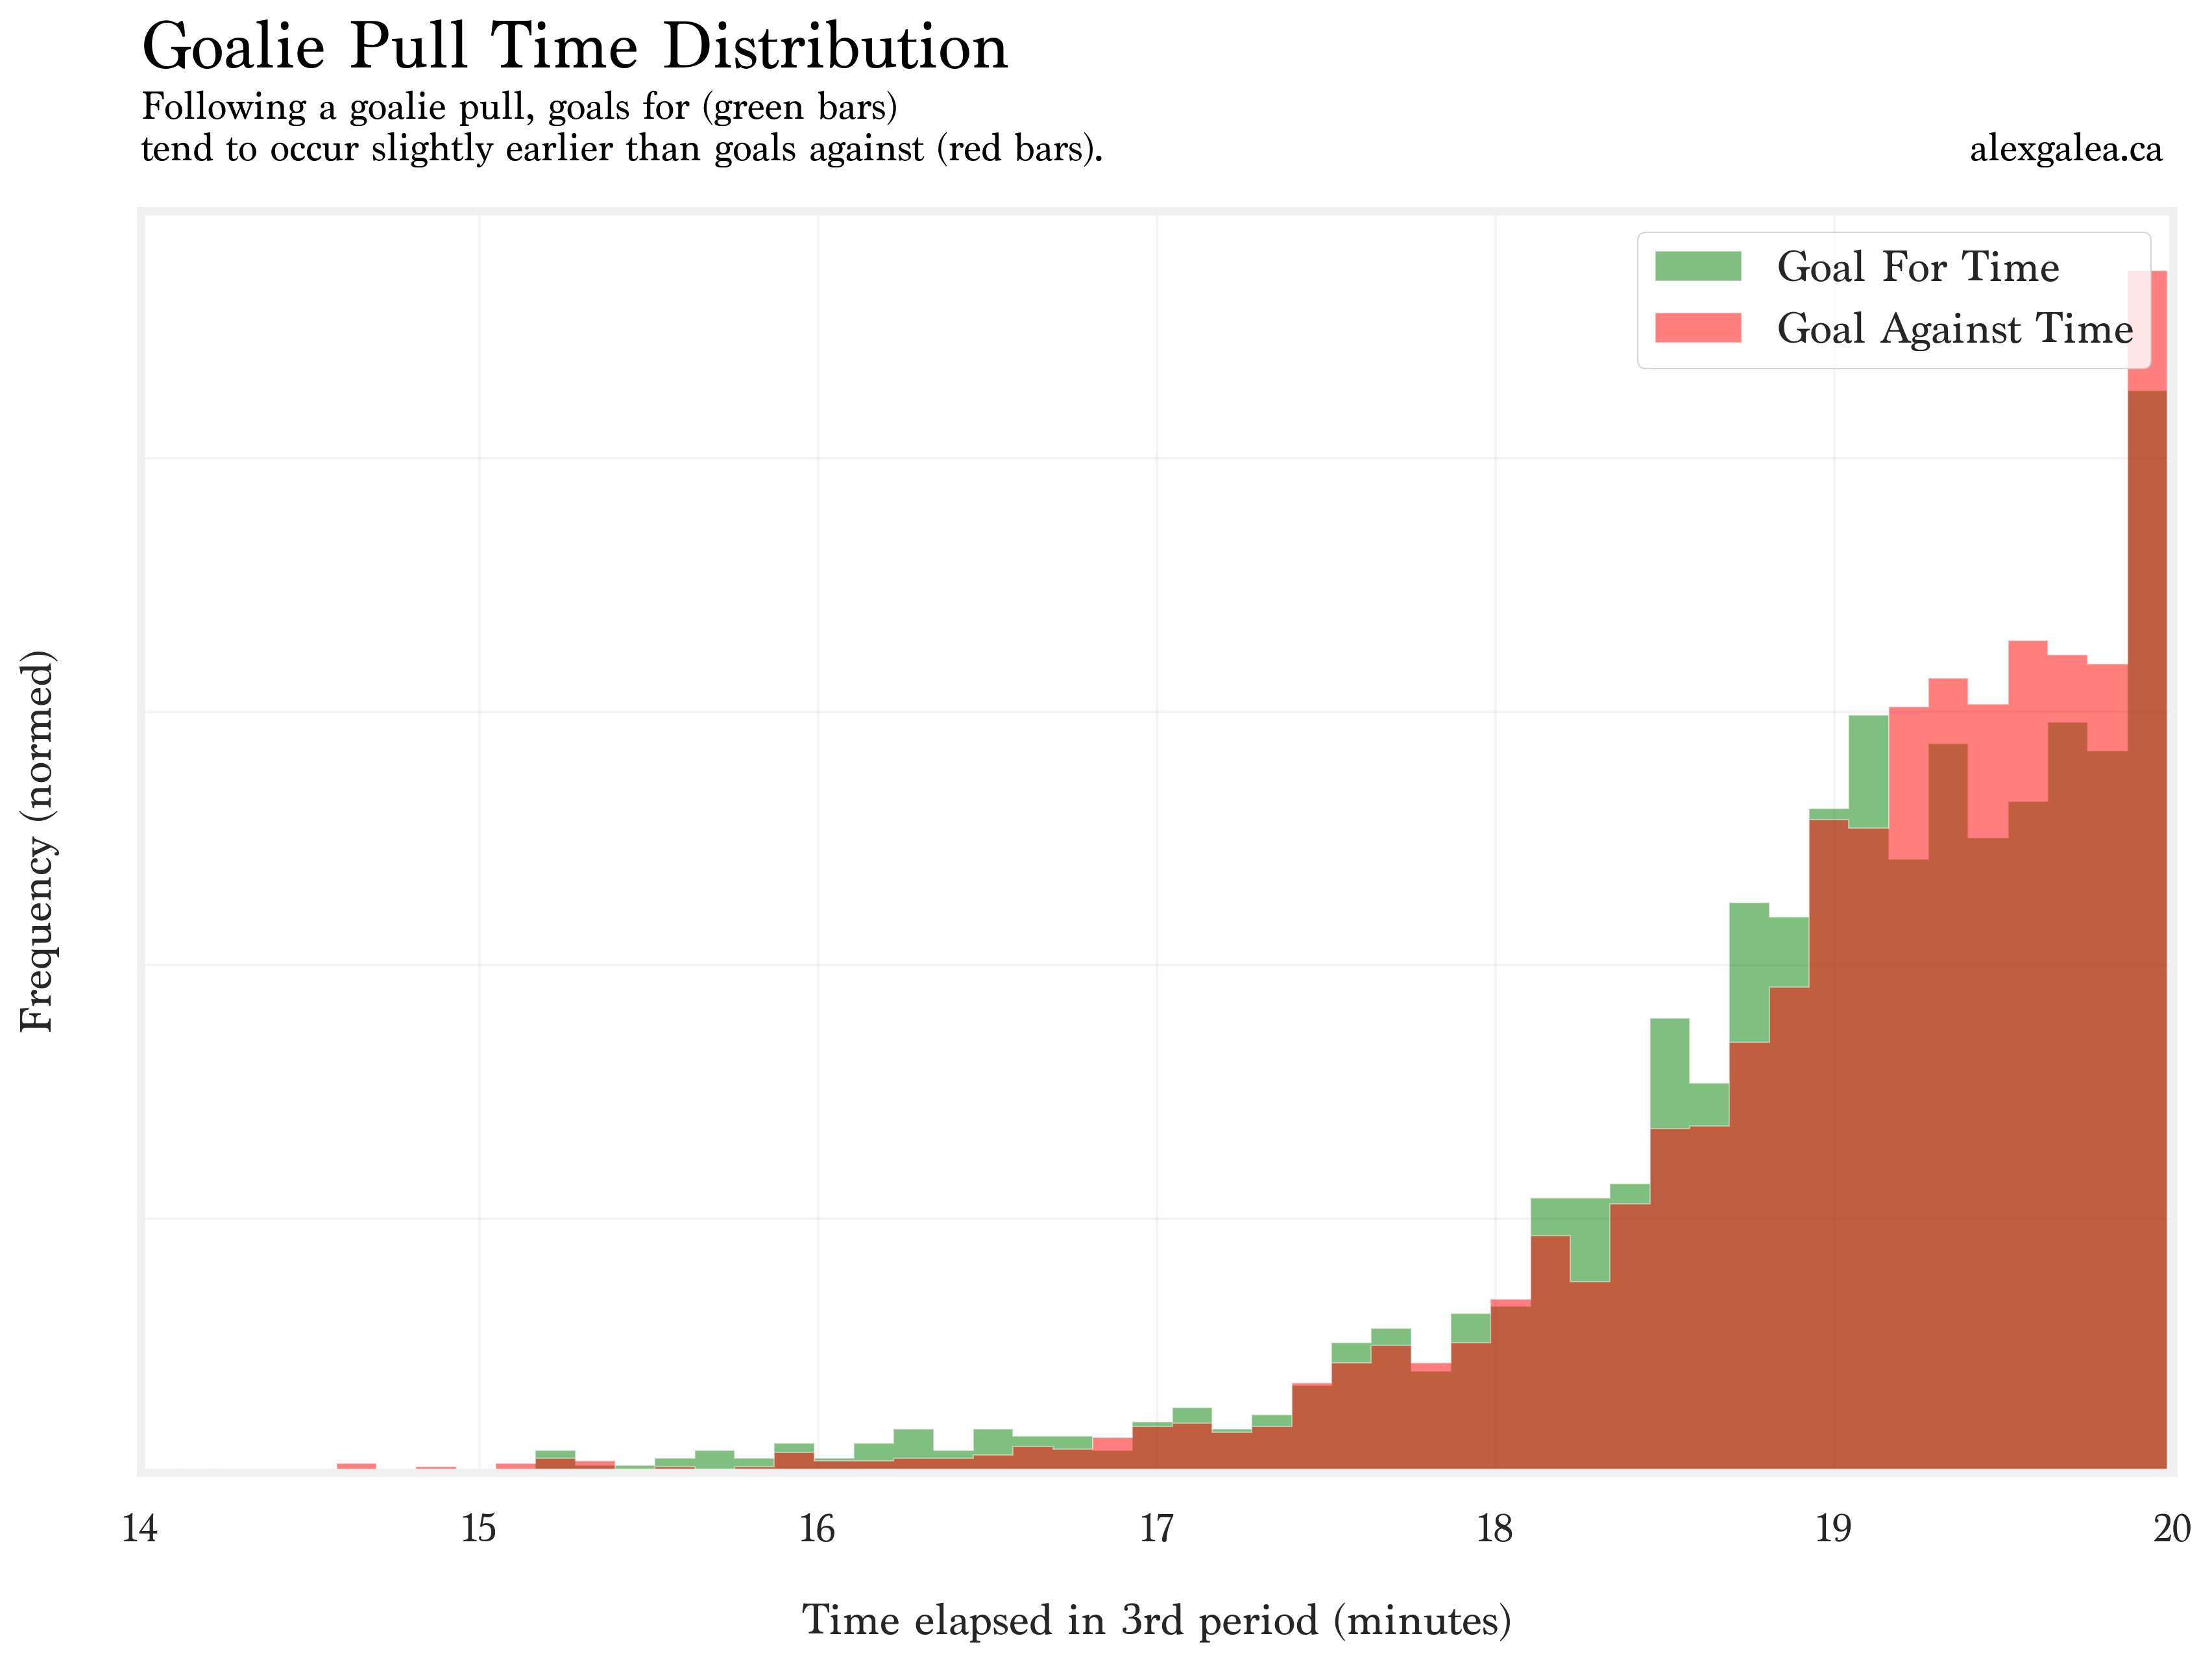 Goalie Pull Time Distribution
Following a goalie pull, goals for (green bars)
tend to occur slightly earlier than goals against (red bars).
alexgalea.ca
Goal For Time
Goal Against Time
Frequency (normed)
14 15 16 17 18 19 20
Time elapsed in 3rd period (minutes)